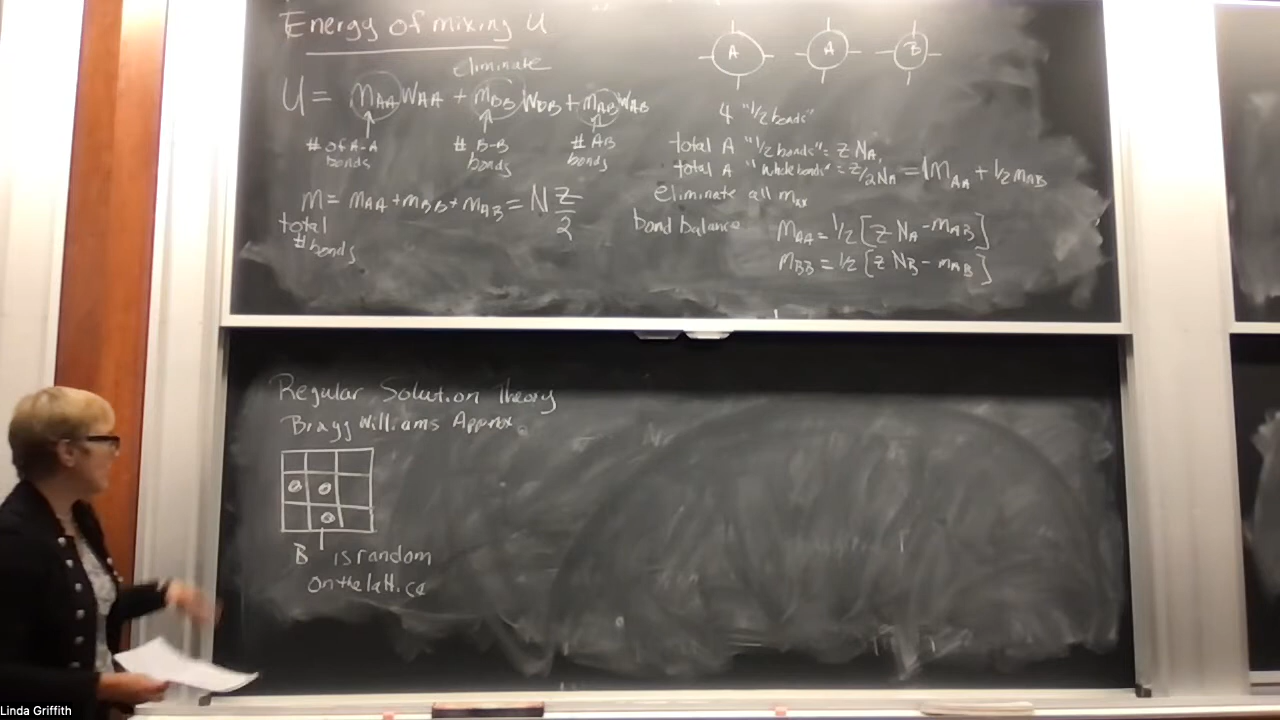 Energy of mixing U
eliminate
U = m_AA W_AA + m_BB W_BB + m_AB W_AB
# of A-A bonds
# B-B bonds
# AB bonds
m = m_AA + m_BB + m_AB = N z/2
total # bonds
A A B
4 "1/2 bonds"
total A "1/2 bonds" = z N_A
total A "whole bonds" = z/2 N_A = 1 m_AA + 1/2 m_AB
eliminate all m_xx
bond balance m_AA = 1/2 [z N_A - m_AB]
m_BB = 1/2 [z N_B - m_AB]
Regular Solution Theory
Bragg Williams Approx.
B is random
on the lattice
Linda Griffith